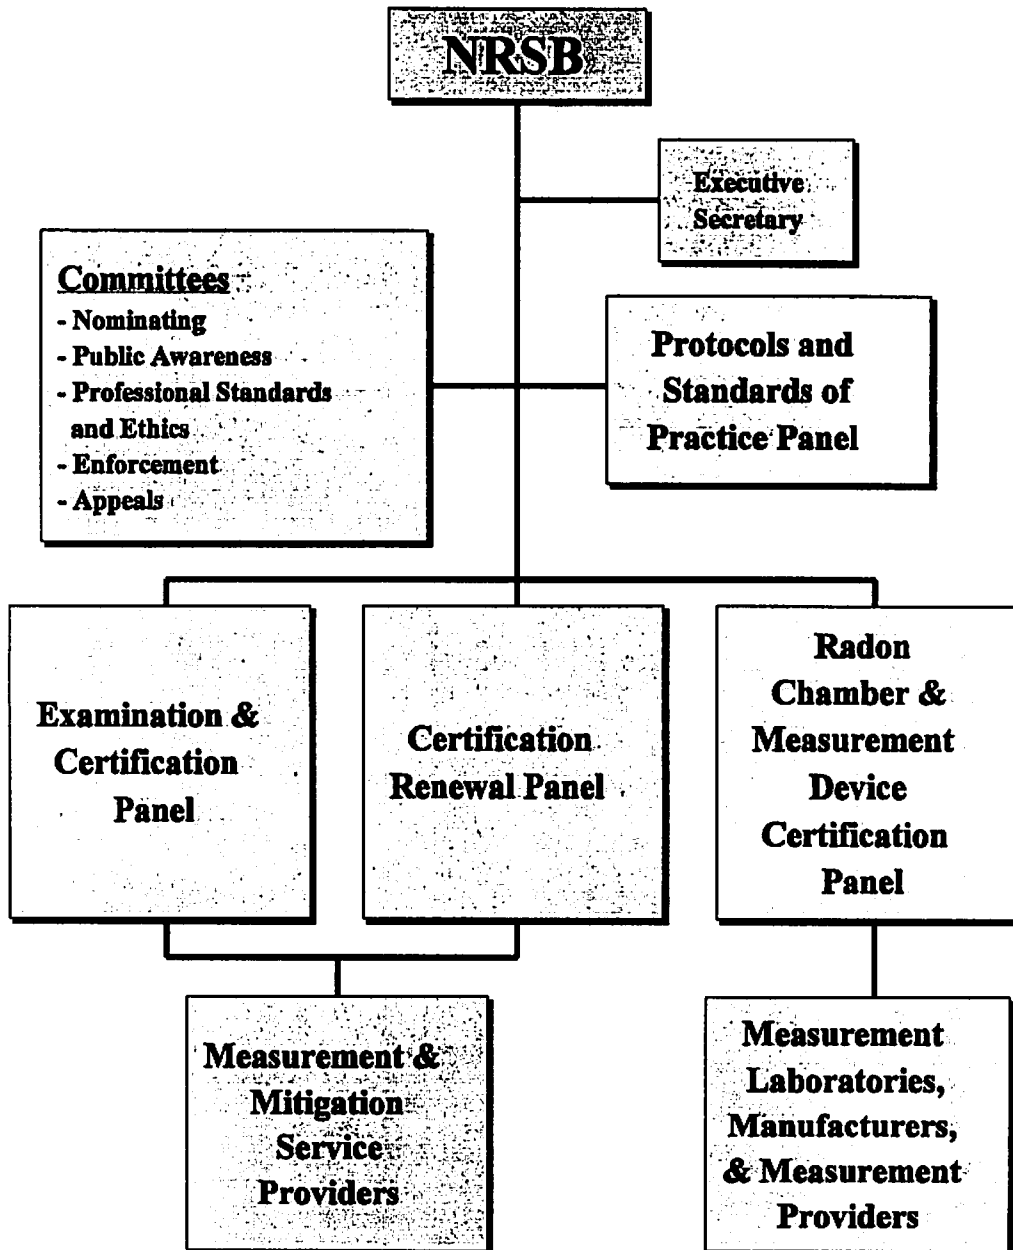 NRSB
Executive
Secretary
Committees
- Nominating
- Public Awareness
- Professional Standards
and Ethics
- Enforcement
- Appeals
Protocols and
Standards of
Practice Panel
Examination &
Certification
Panel
Certification
Renewal Panel
Radon
Chamber &
Measurement
Device
Certification
Panel
Measurement &
Mitigation
Service
Providers
Measurement
Laboratories,
Manufacturers,
& Measurement
Providers